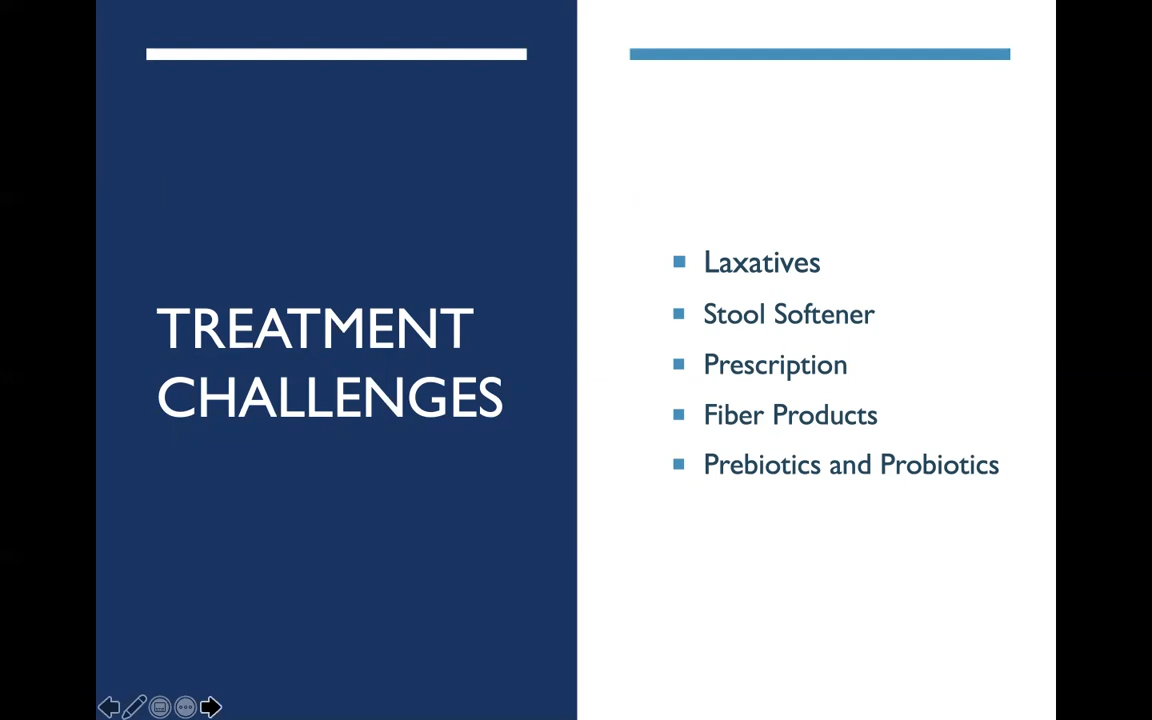 TREATMENT
CHALLENGES
Laxatives
Stool Softener
Prescription
Fiber Products
Prebiotics and Probiotics